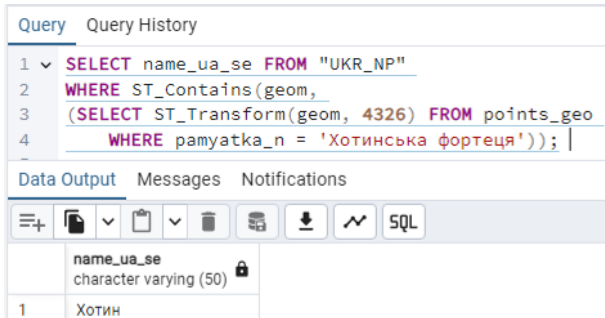 Query Query History
1 SELECT name_ua_se FROM "UKR_NP"
2 WHERE ST_Contains(geom,
3 (SELECT ST_Transform(geom, 4326) FROM points_geo
4 WHERE pamyatka_n = 'Хотинська фортеця'));
Data Output Messages Notifications
SQL
name_ua_se
character varying (50)
1 Хотин